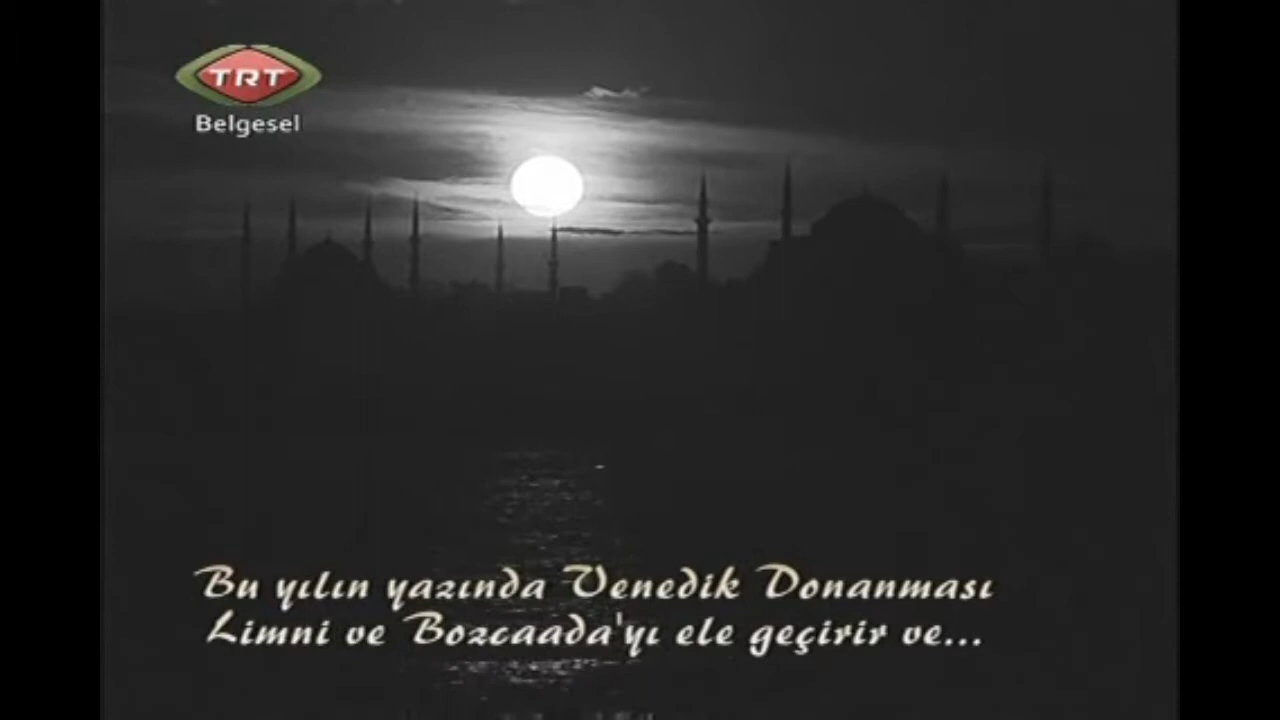 TRT
Belgesel
Bu yılın yazında Venedik Donanması
Limni ve Bozcaada'yı ele geçirir ve...